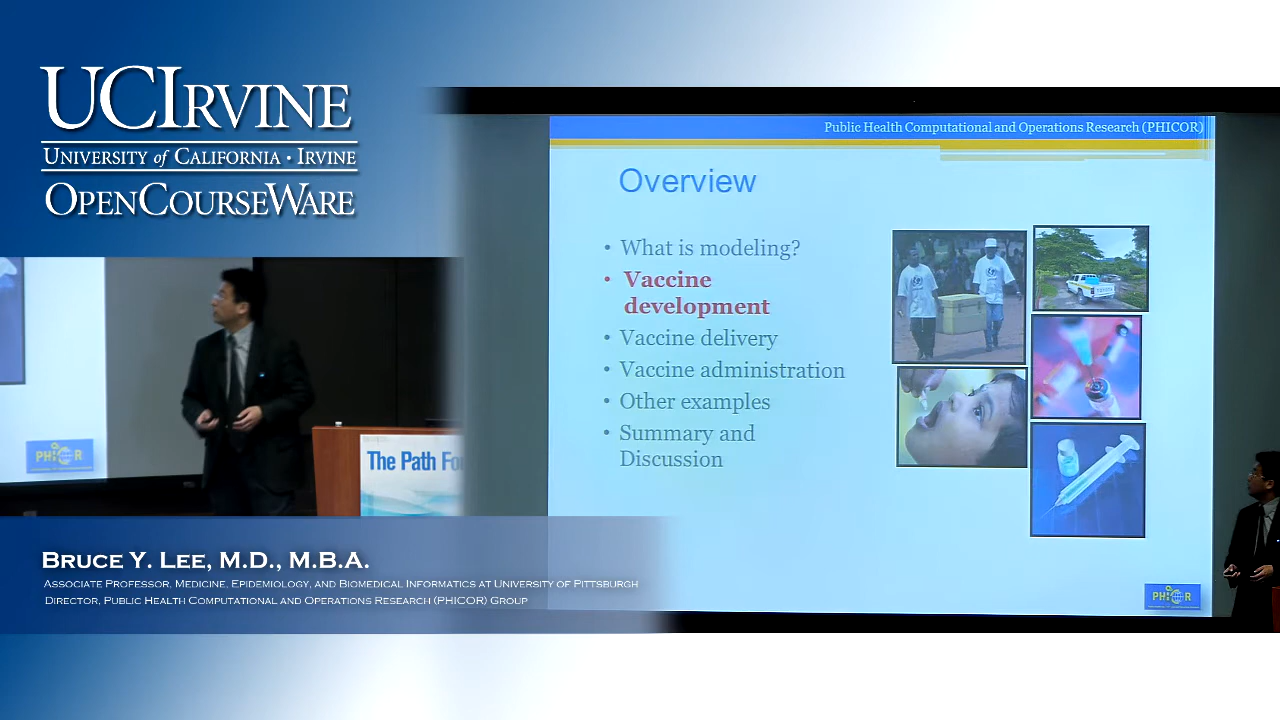 UCIRVINE
UNIVERSITY of CALIFORNIA · IRVINE
OPENCOURSEWARE
Public Health Computational and Operations Research (PHICOR)
Overview
• What is modeling?
• Vaccine
development
• Vaccine delivery
• Vaccine administration
• Other examples
• Summary and
Discussion
PHICOR
The Path Fo
PHICOR
BRUCE Y. LEE, M.D., M.B.A.
ASSOCIATE PROFESSOR, MEDICINE, EPIDEMIOLOGY, AND BIOMEDICAL INFORMATICS AT UNIVERSITY OF PITTSBURGH
DIRECTOR, PUBLIC HEALTH COMPUTATIONAL AND OPERATIONS RESEARCH (PHICOR) GROUP